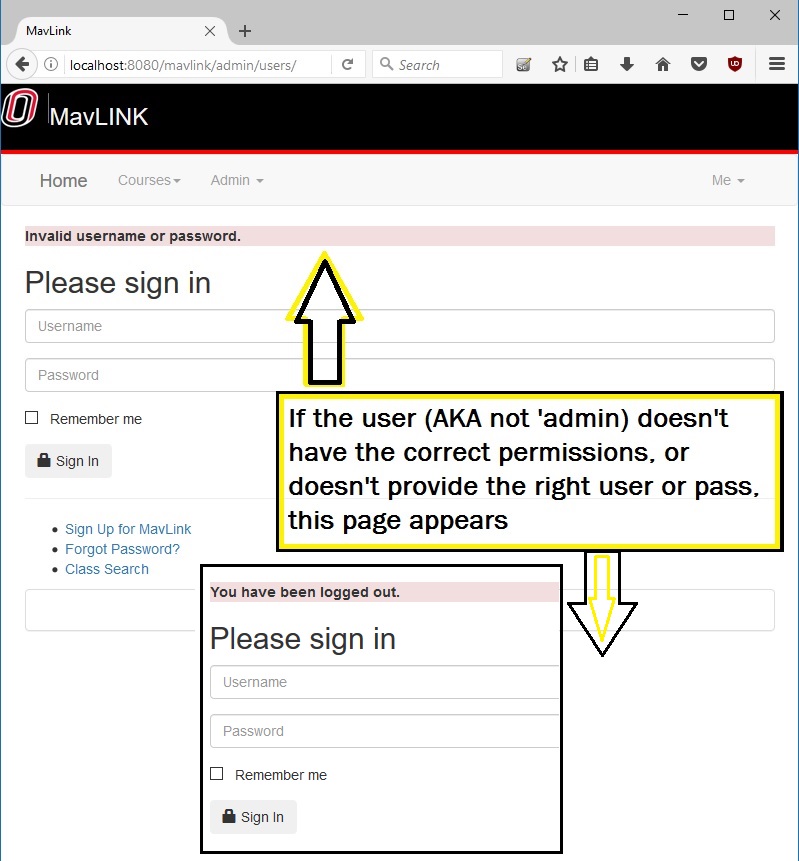 MavLink
localhost:8080/mavlink/admin/users/
Search
MavLINK
Home Courses Admin Me
Invalid username or password.
Please sign in
Username
Password
Remember me
Sign In
If the user (AKA not 'admin) doesn't
have the correct permissions, or
doesn't provide the right user or pass,
this page appears
Sign Up for MavLink
Forgot Password?
Class Search
You have been logged out.
Please sign in
Username
Password
Remember me
Sign In